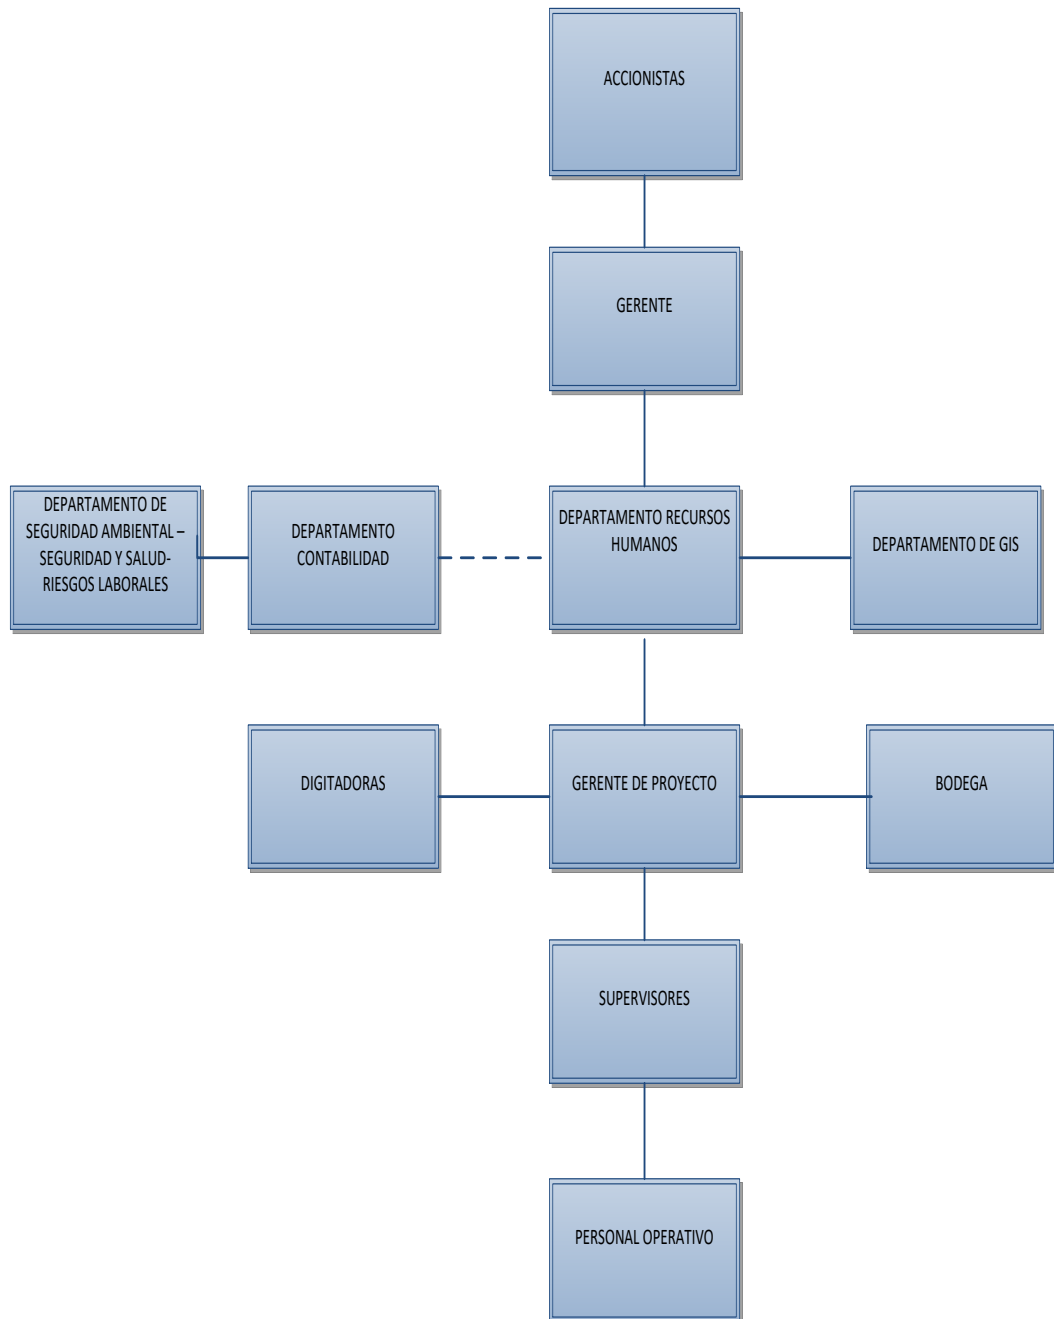 ACCIONISTAS
GERENTE
DEPARTAMENTO DE
SEGURIDAD AMBIENTAL –
SEGURIDAD Y SALUD-
RIESGOS LABORALES
DEPARTAMENTO
CONTABILIDAD
DEPARTAMENTO RECURSOS
HUMANOS
DEPARTAMENTO DE GIS
DIGITADORAS
GERENTE DE PROYECTO
BODEGA
SUPERVISORES
PERSONAL OPERATIVO